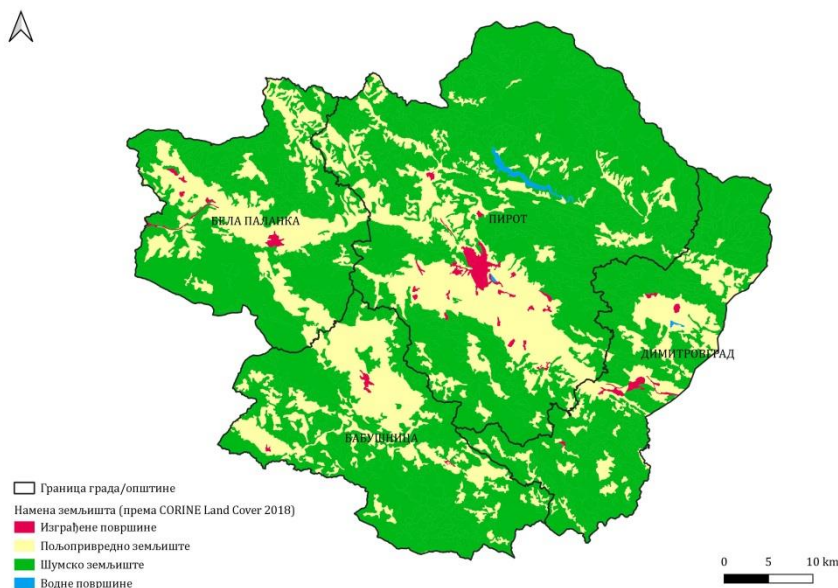 БЕЛА ПАЛАНКА
ПИРОТ
ДИМИТРОВГРАД
БАБУШНИЦА
Граница града/општине
Намена земљишта (према CORINE Land Cover 2018)
Изграђене површине
Пољопривредно земљиште
Шумско земљиште
Водне површине
0 5 10 km